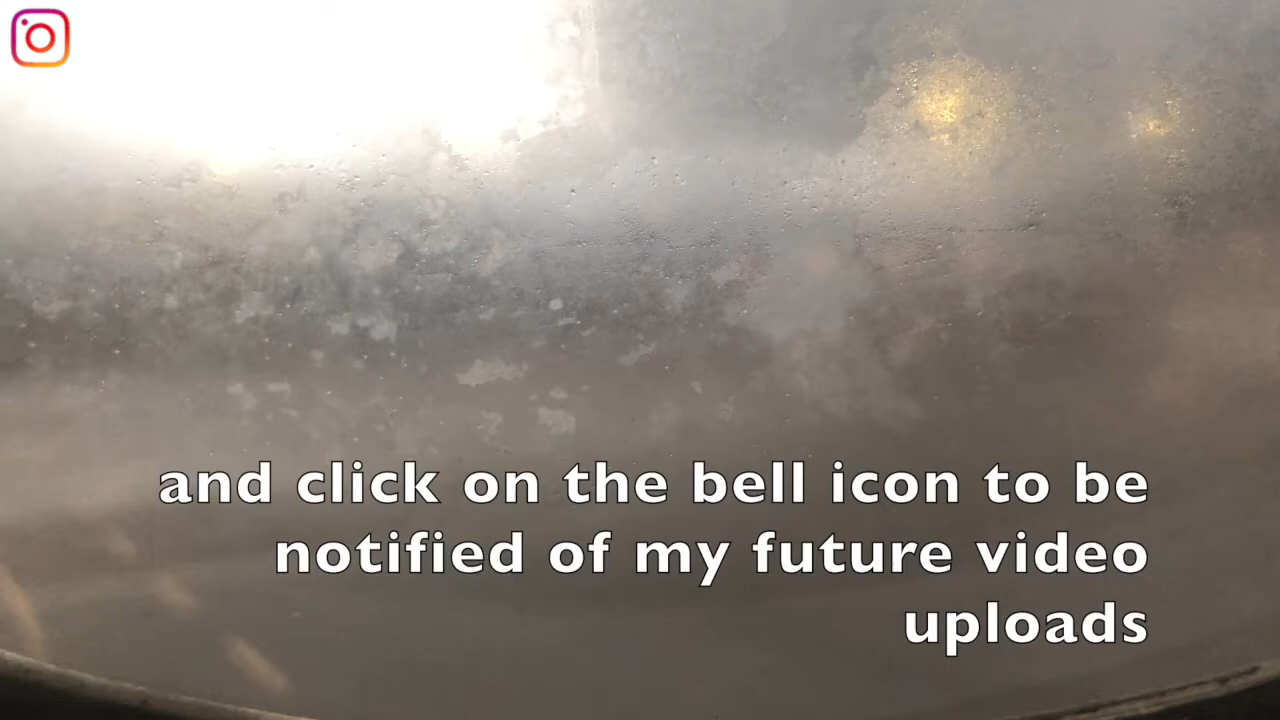 and click on the bell icon to be
notified of my future video
uploads